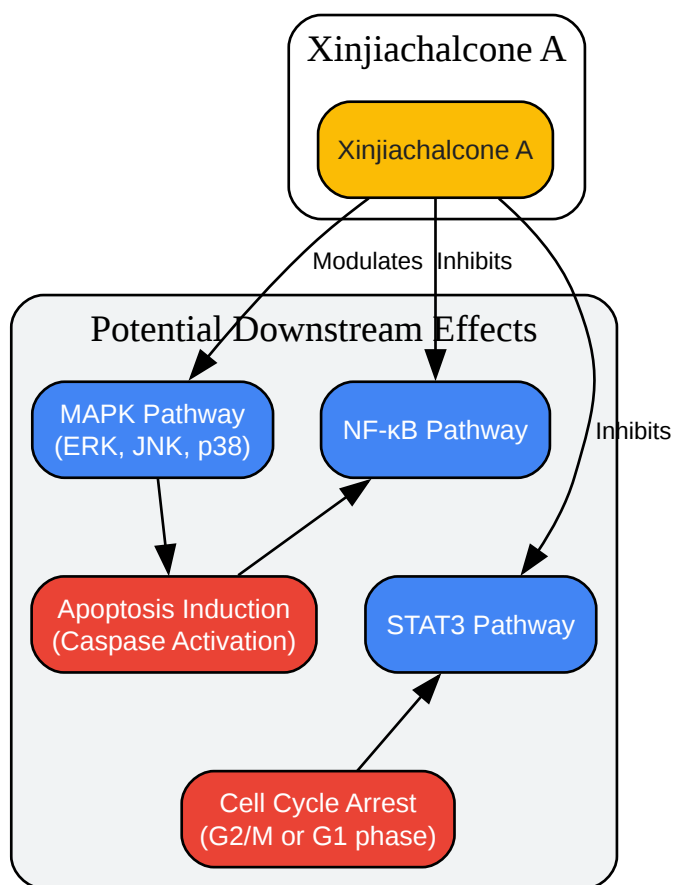 Xinjiachalcone A
Xinjiachalcone A
Modulates
Inhibits
Potential Downstream Effects
MAPK Pathway
(ERK, JNK, p38)
NF-κB Pathway
Inhibits
Apoptosis Induction
(Caspase Activation)
STAT3 Pathway
Cell Cycle Arrest
(G2/M or G1 phase)